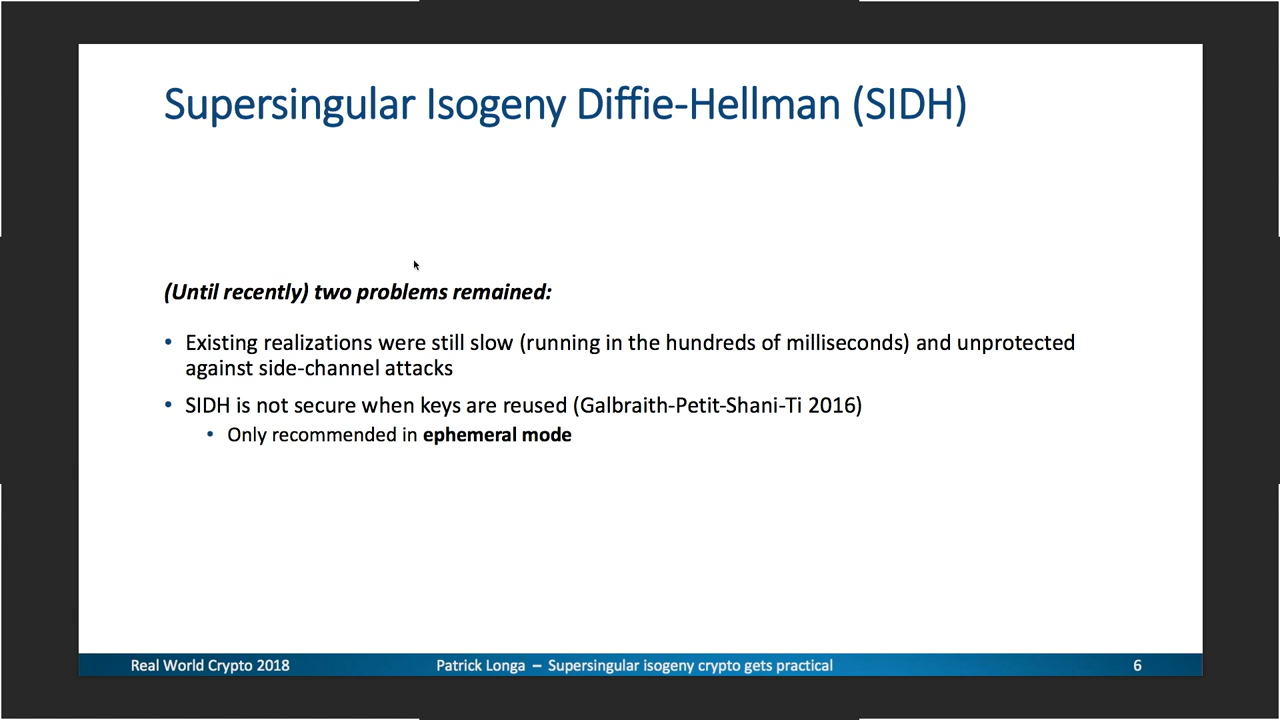 Supersingular Isogeny Diffie-Hellman (SIDH)
(Until recently) two problems remained:
• Existing realizations were still slow (running in the hundreds of milliseconds) and unprotected
against side-channel attacks
• SIDH is not secure when keys are reused (Galbraith-Petit-Shani-Ti 2016)
• Only recommended in ephemeral mode
Real World Crypto 2018 Patrick Longa – Supersingular isogeny crypto gets practical 6